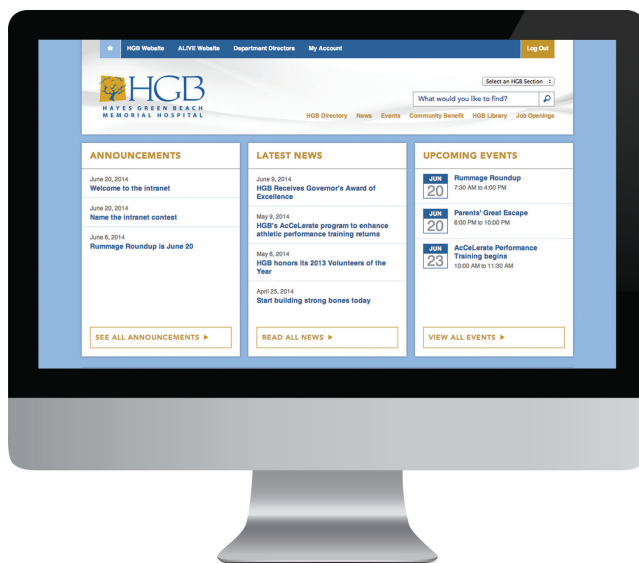 HGB Website ALIVE Website Department Directors My Account Log Out
Select an HGB Section
HGB
HAYES GREEN BEACH
MEMORIAL HOSPITAL
What would you like to find?
HGB Directory News Events Community Benefit HGB Library Job Openings
ANNOUNCEMENTS
June 20, 2014
Welcome to the intranet
June 20, 2014
Name the intranet contest
June 6, 2014
Rummage Roundup is June 20
SEE ALL ANNOUNCEMENTS ►
LATEST NEWS
June 9, 2014
HGB Receives Governor's Award of
Excellence
May 9, 2014
HGB's AcCeLerate program to enhance
athletic performance training returns
May 6, 2014
HGB honors its 2013 Volunteers of the
Year
April 25, 2014
Start building strong bones today
READ ALL NEWS ►
UPCOMING EVENTS
JUN
20
Rummage Roundup
7:30 AM to 4:00 PM
JUN
20
Parents' Great Escape
6:00 PM to 10:00 PM
JUN
23
AcCeLerate Performance
Training begins
10:00 AM to 11:30 AM
VIEW ALL EVENTS ►